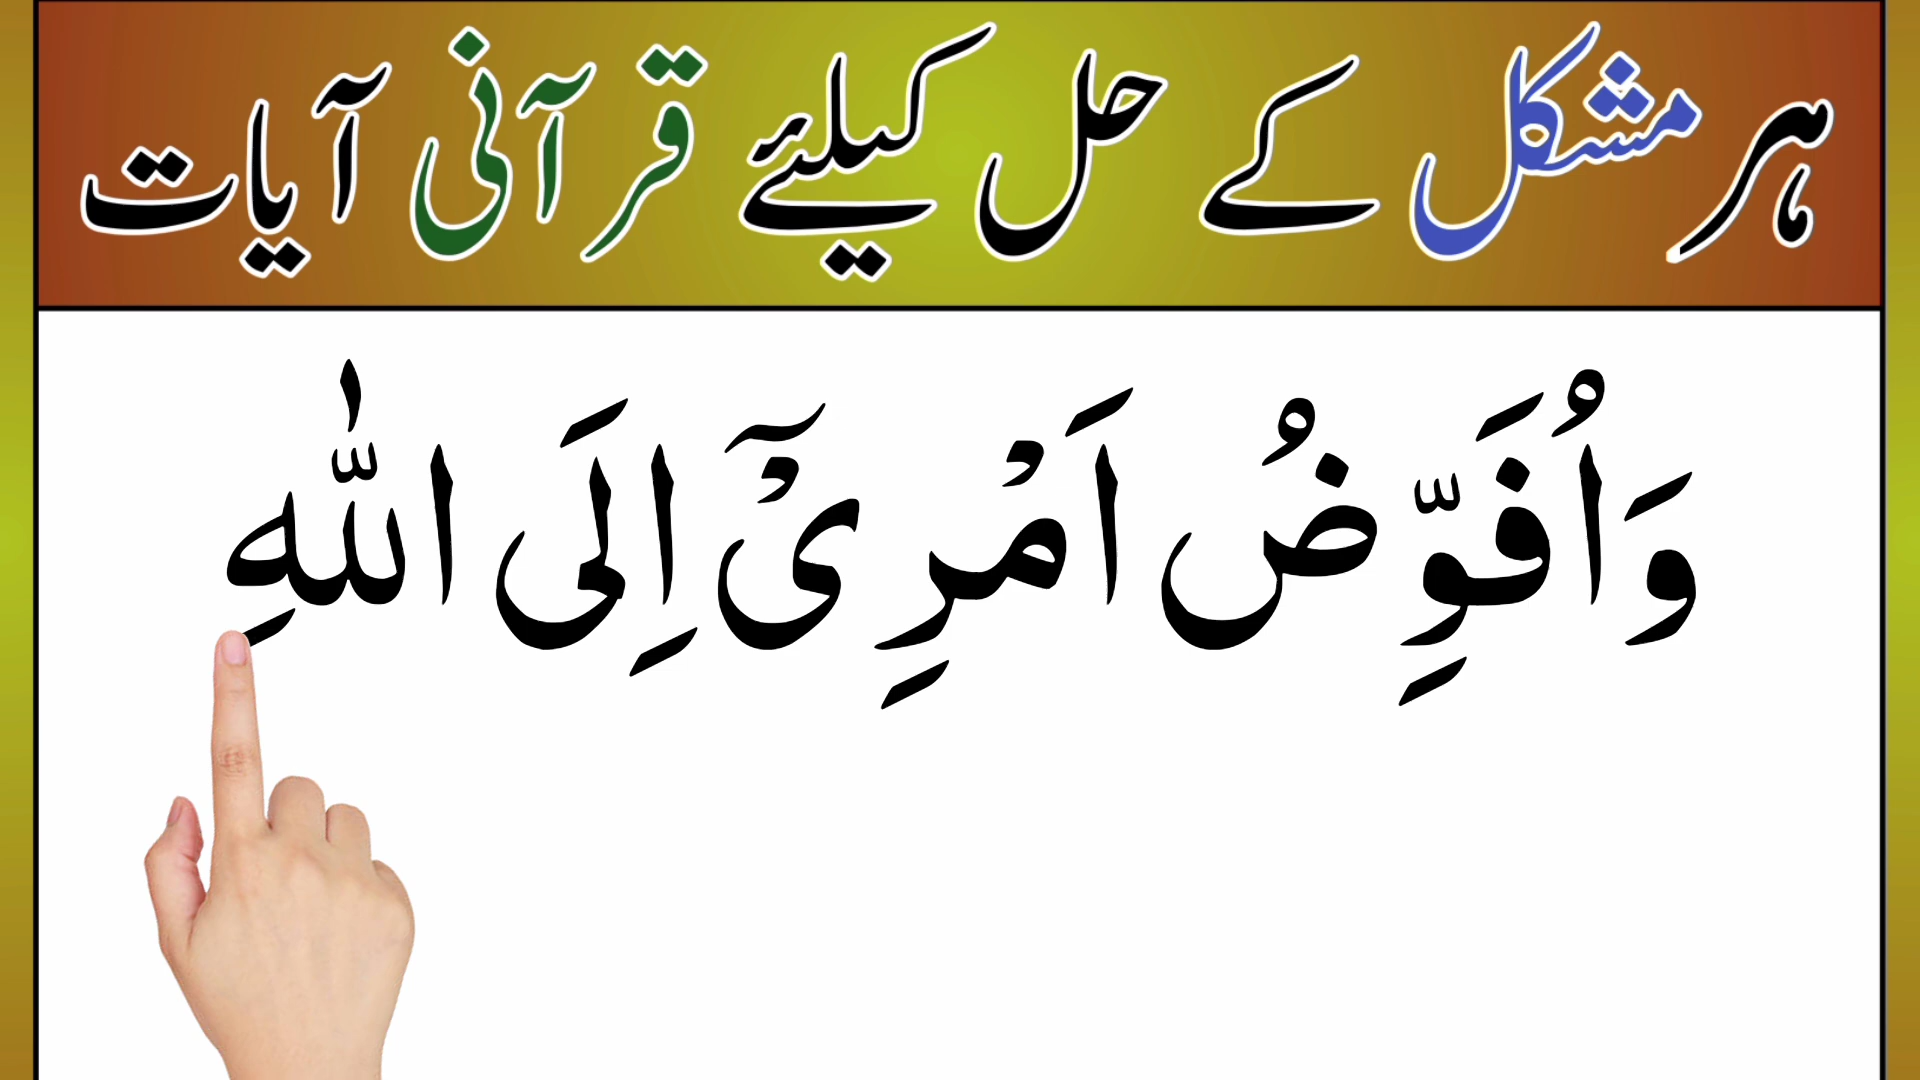 ہر مشکل کے حل کیلئے قرآنی آیات
وَاُفَوِّضُ اَمْرِیْۤ اِلَی اللّٰهِ